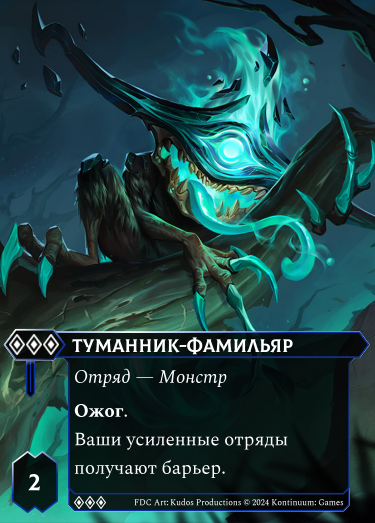 ТУМАННИК-ФАМИЛЬЯР
Отряд — Монстр
Ожог.
Ваши усиленные отряды
получают барьер.
2
FDC Art: Kudos Productions © 2024 Kontinuum: Games